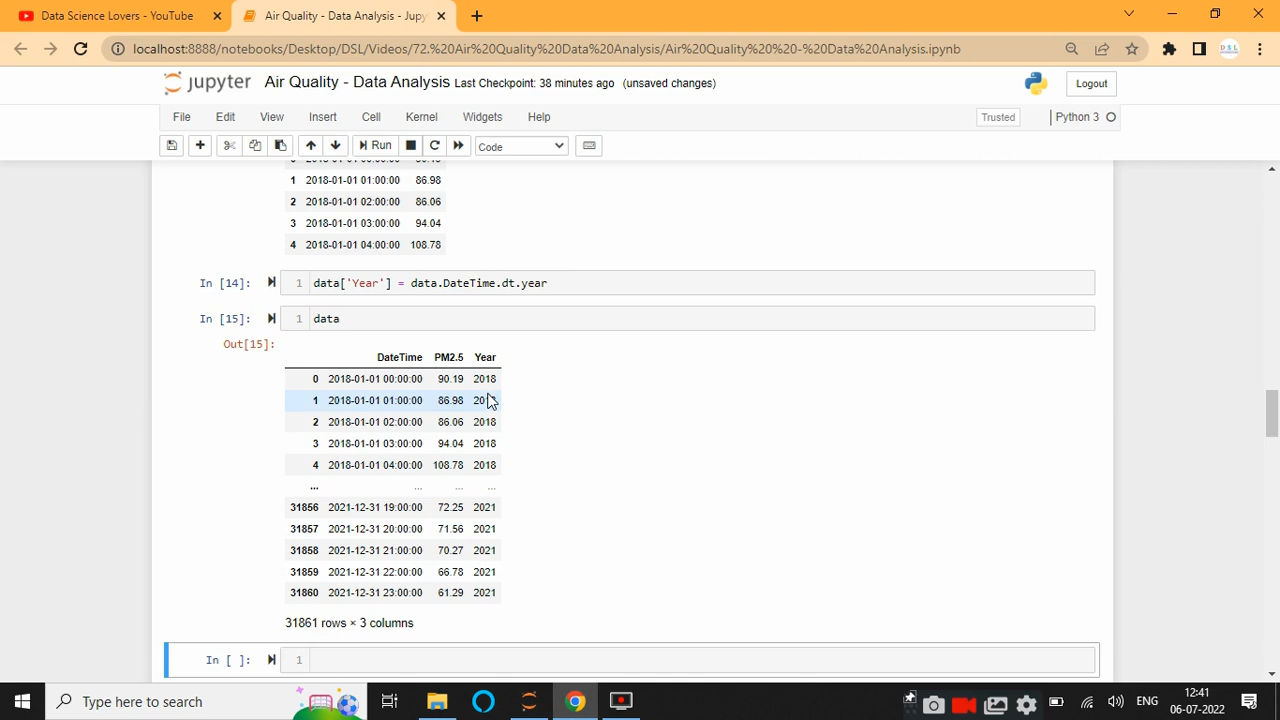 Data Science Lovers - YouTube
Air Quality - Data Analysis - Jupy
localhost:8888/notebooks/Desktop/DSL/Videos/72.%20Air%20Quality%20Data%20Analysis/Air%20Quality%20%20-%20Data%20Analysis.ipynb
DSL
jupyter Air Quality - Data Analysis Last Checkpoint: 38 minutes ago (unsaved changes)
Logout
File Edit View Insert Cell Kernel Widgets Help
Trusted
Python 3
Run
Code
1 2018-01-01 01:00:00 86.98
2 2018-01-01 02:00:00 86.06
3 2018-01-01 03:00:00 94.04
4 2018-01-01 04:00:00 108.78
In [14]: 1 data['Year'] = data.DateTime.dt.year
In [15]: 1 data
Out[15]:
DateTime PM2.5 Year
0 2018-01-01 00:00:00 90.19 2018
1 2018-01-01 01:00:00 86.98
2 2018-01-01 02:00:00 86.06 2018
3 2018-01-01 03:00:00 94.04 2018
4 2018-01-01 04:00:00 108.78 2018
... ... ... ...
31856 2021-12-31 19:00:00 72.25 2021
31857 2021-12-31 20:00:00 71.56 2021
31858 2021-12-31 21:00:00 70.27 2021
31859 2021-12-31 22:00:00 66.78 2021
31860 2021-12-31 23:00:00 61.29 2021
31861 rows × 3 columns
In [ ]: 1
Type here to search
ENG
12:41
06-07-2022